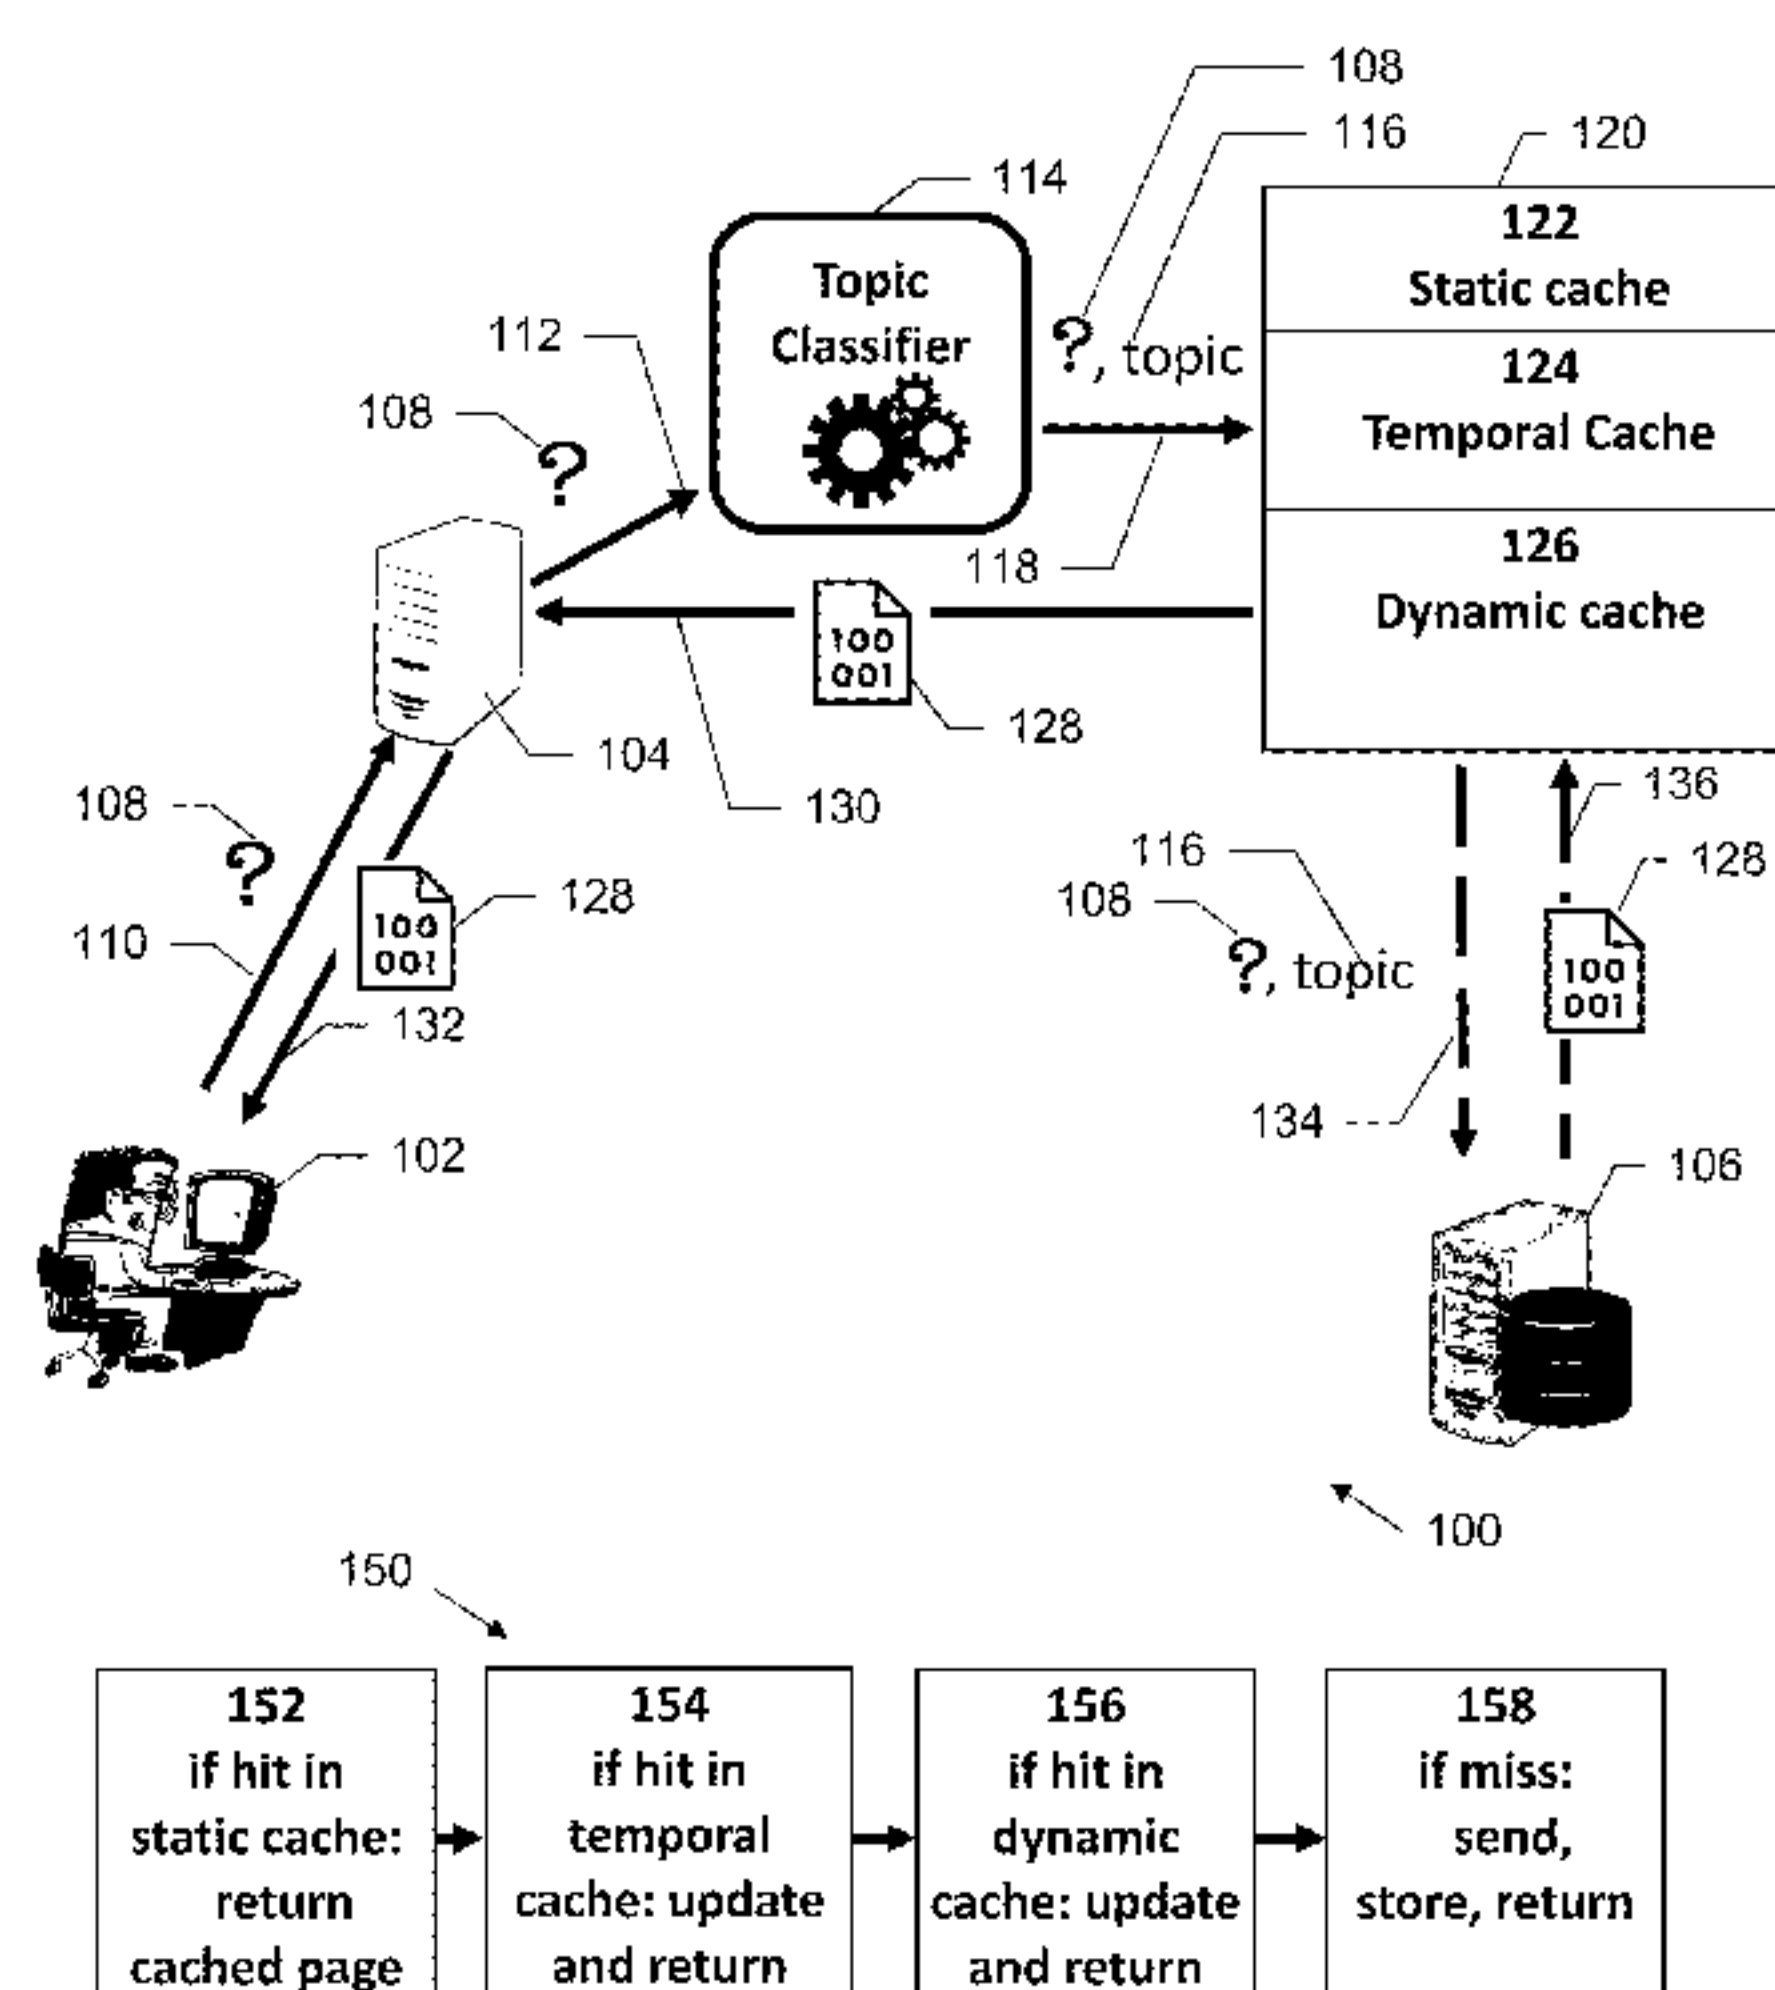 108
116
120
114
122
Static cache
Topic
Classifier
112
?, topic
124
Temporal Cache
108
?
118
126
Dynamic cache
100
001
128
104
130
136
108
?
116
128
128
100
001
108
110
?, topic
100
001
132
134
102
106
100
150
152
if hit in
static cache:
return
cached page
154
if hit in
temporal
cache: update
and return
156
if hit in
dynamic
cache: update
and return
158
if miss:
send,
store, return